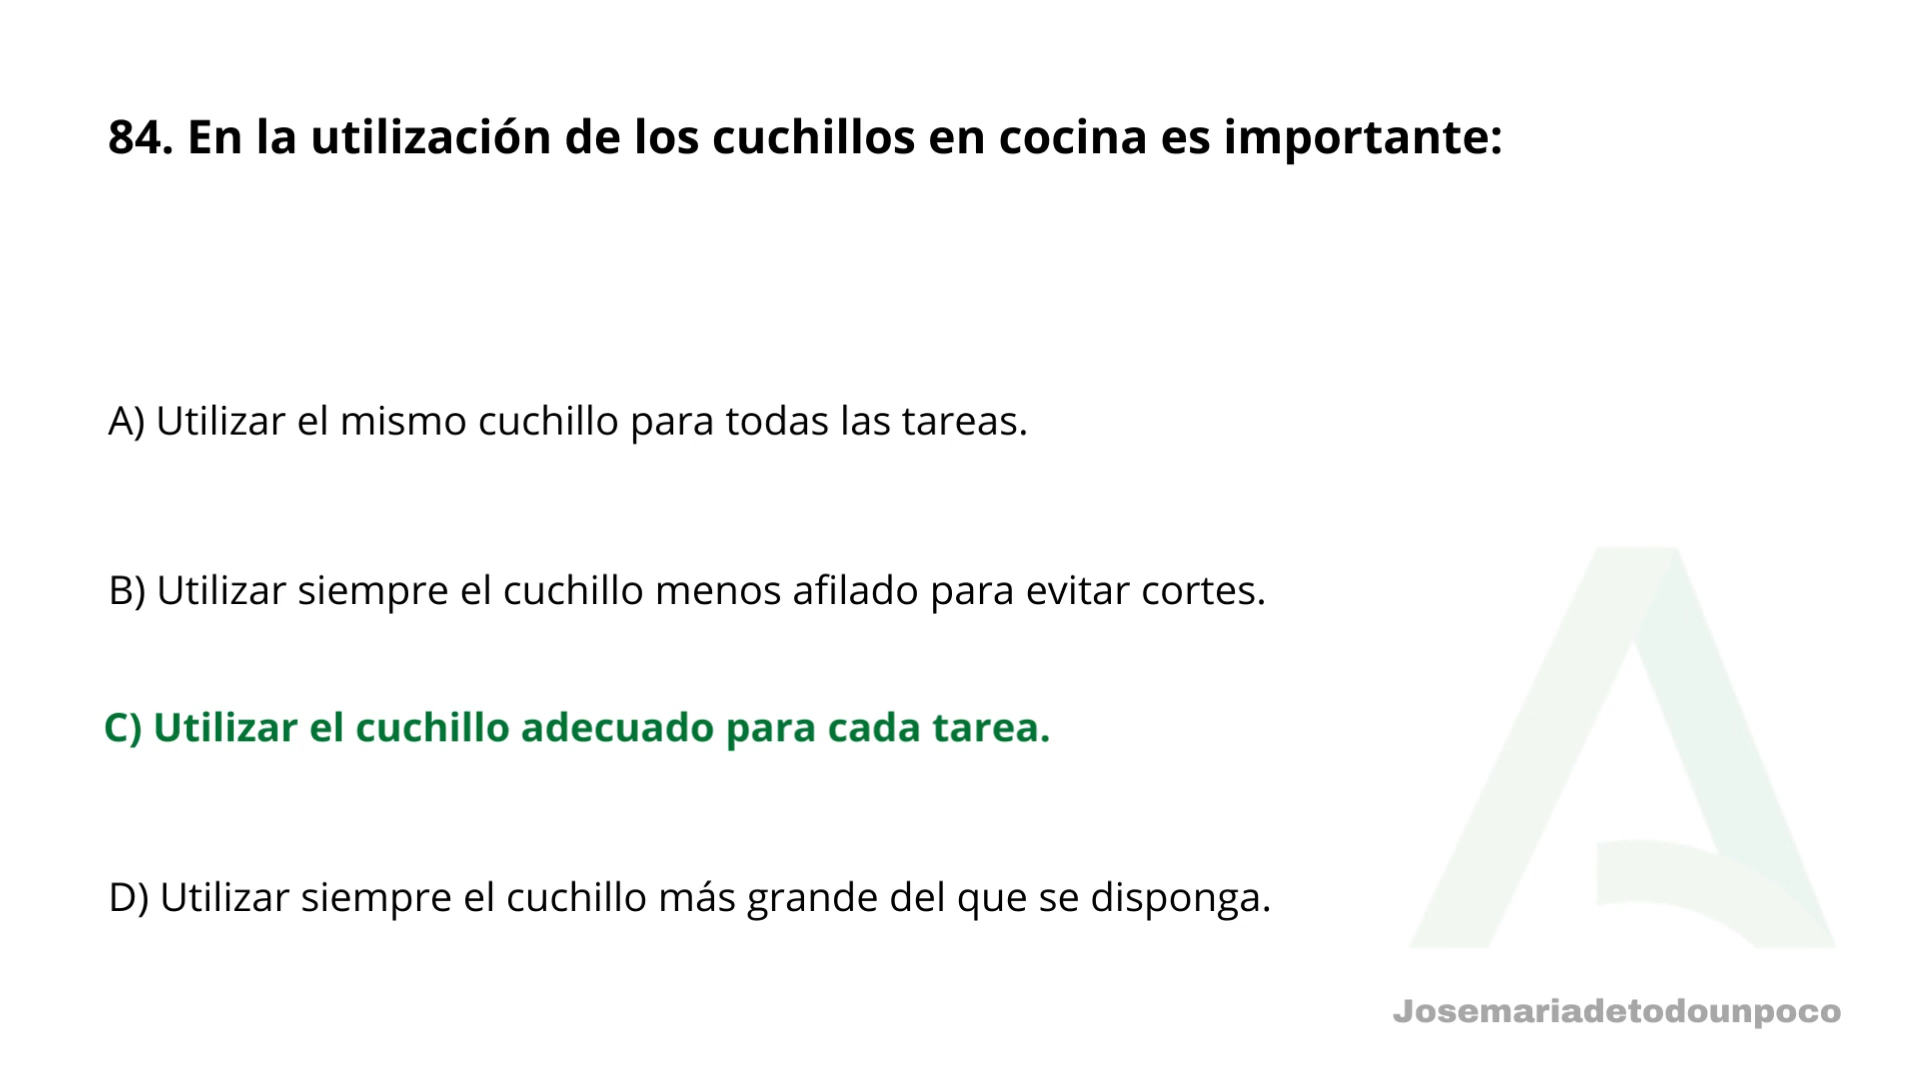 84. En la utilización de los cuchillos en cocina es importante:
A) Utilizar el mismo cuchillo para todas las tareas.
B) Utilizar siempre el cuchillo menos afilado para evitar cortes.
C) Utilizar el cuchillo adecuado para cada tarea.
D) Utilizar siempre el cuchillo más grande del que se disponga.
Josemariadetodounpoco